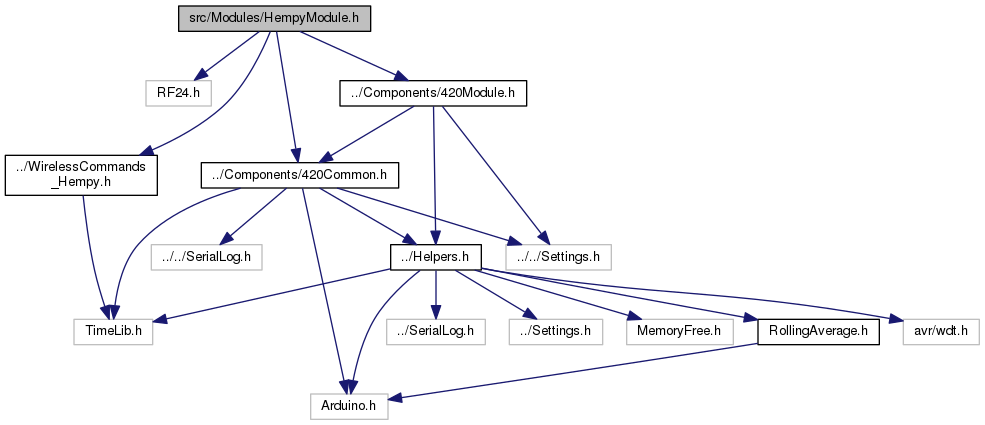 src/Modules/HempyModule.h
RF24.h
../Components/420Module.h
../WirelessCommands
_Hempy.h
../Components/420Common.h
../../SerialLog.h
../Helpers.h
../../Settings.h
TimeLib.h
../SerialLog.h
../Settings.h
MemoryFree.h
RollingAverage.h
avr/wdt.h
Arduino.h